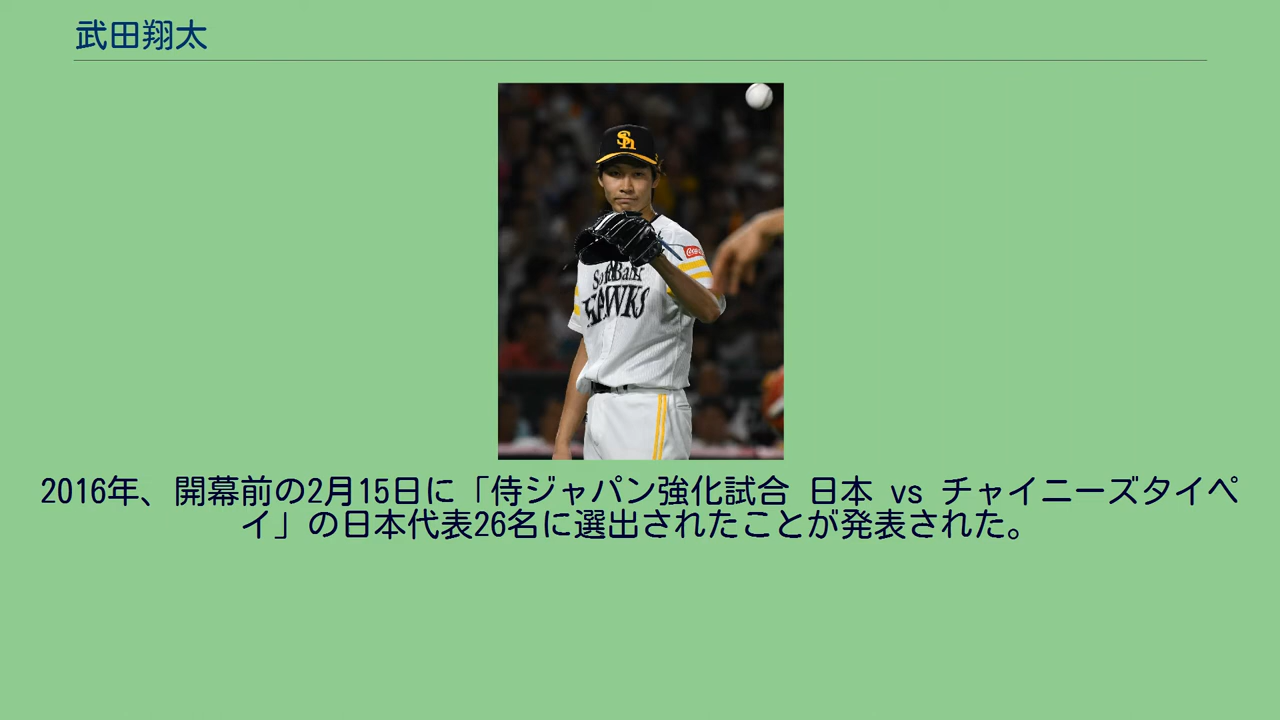 武田翔太
SoftBank
HAWKS
2016年、開幕前の2月15日に「侍ジャパン強化試合 日本 vs チャイニーズタイペ
イ」の日本代表26名に選出されたことが発表された。